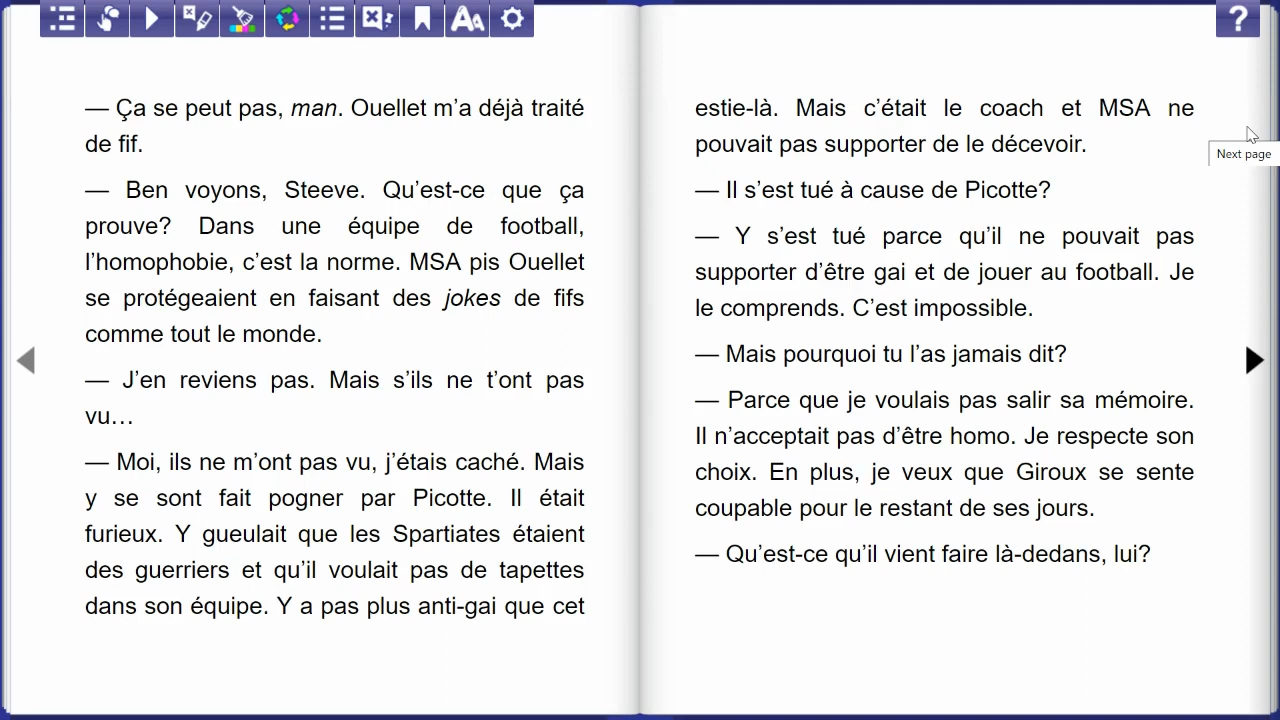 — Ça se peut pas, man. Ouellet m’a déjà traité
de fif.
— Ben voyons, Steeve. Qu’est-ce que ça
prouve? Dans une équipe de football,
l’homophobie, c’est la norme. MSA pis Ouellet
se protégeaient en faisant des jokes de fifs
comme tout le monde.
— J’en reviens pas. Mais s’ils ne t’ont pas
vu…
— Moi, ils ne m’ont pas vu, j’étais caché. Mais
y se sont fait pogner par Picotte. Il était
furieux. Y gueulait que les Spartiates étaient
des guerriers et qu’il voulait pas de tapettes
dans son équipe. Y a pas plus anti-gai que cet
estie-là. Mais c’était le coach et MSA ne
pouvait pas supporter de le décevoir.
— Il s’est tué à cause de Picotte?
— Y s’est tué parce qu’il ne pouvait pas
supporter d’être gai et de jouer au football. Je
le comprends. C’est impossible.
— Mais pourquoi tu l’as jamais dit?
— Parce que je voulais pas salir sa mémoire.
Il n’acceptait pas d’être homo. Je respecte son
choix. En plus, je veux que Giroux se sente
coupable pour le restant de ses jours.
— Qu’est-ce qu’il vient faire là-dedans, lui?
Next page
AA
?